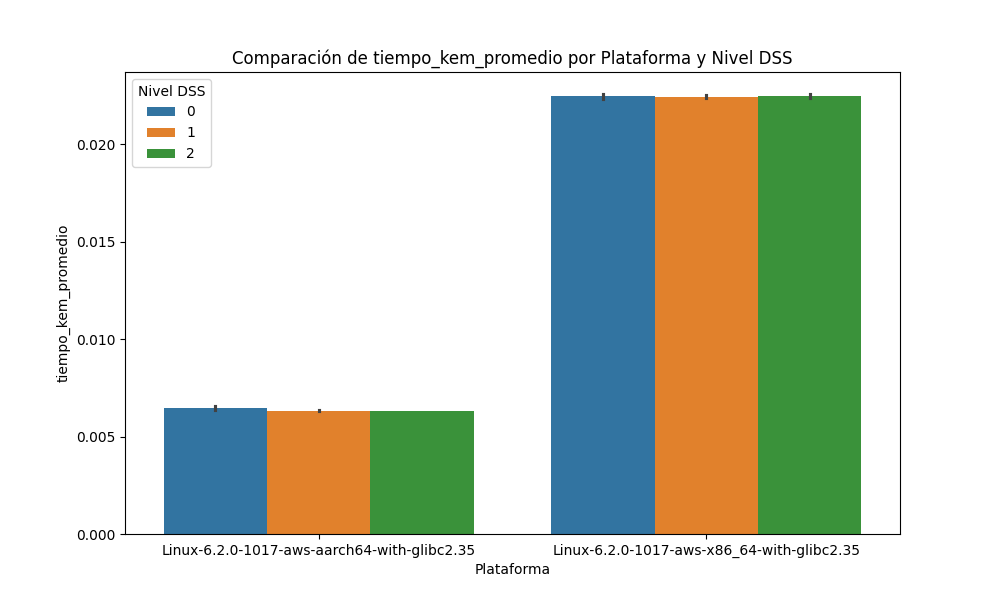 Comparación de tiempo_kem_promedio por Plataforma y Nivel DSS
Nivel DSS
0
1
2
0.020
0.015
0.010
0.005
0.000
tiempo_kem_promedio
Linux-6.2.0-1017-aws-aarch64-with-glibc2.35
Linux-6.2.0-1017-aws-x86_64-with-glibc2.35
Plataforma